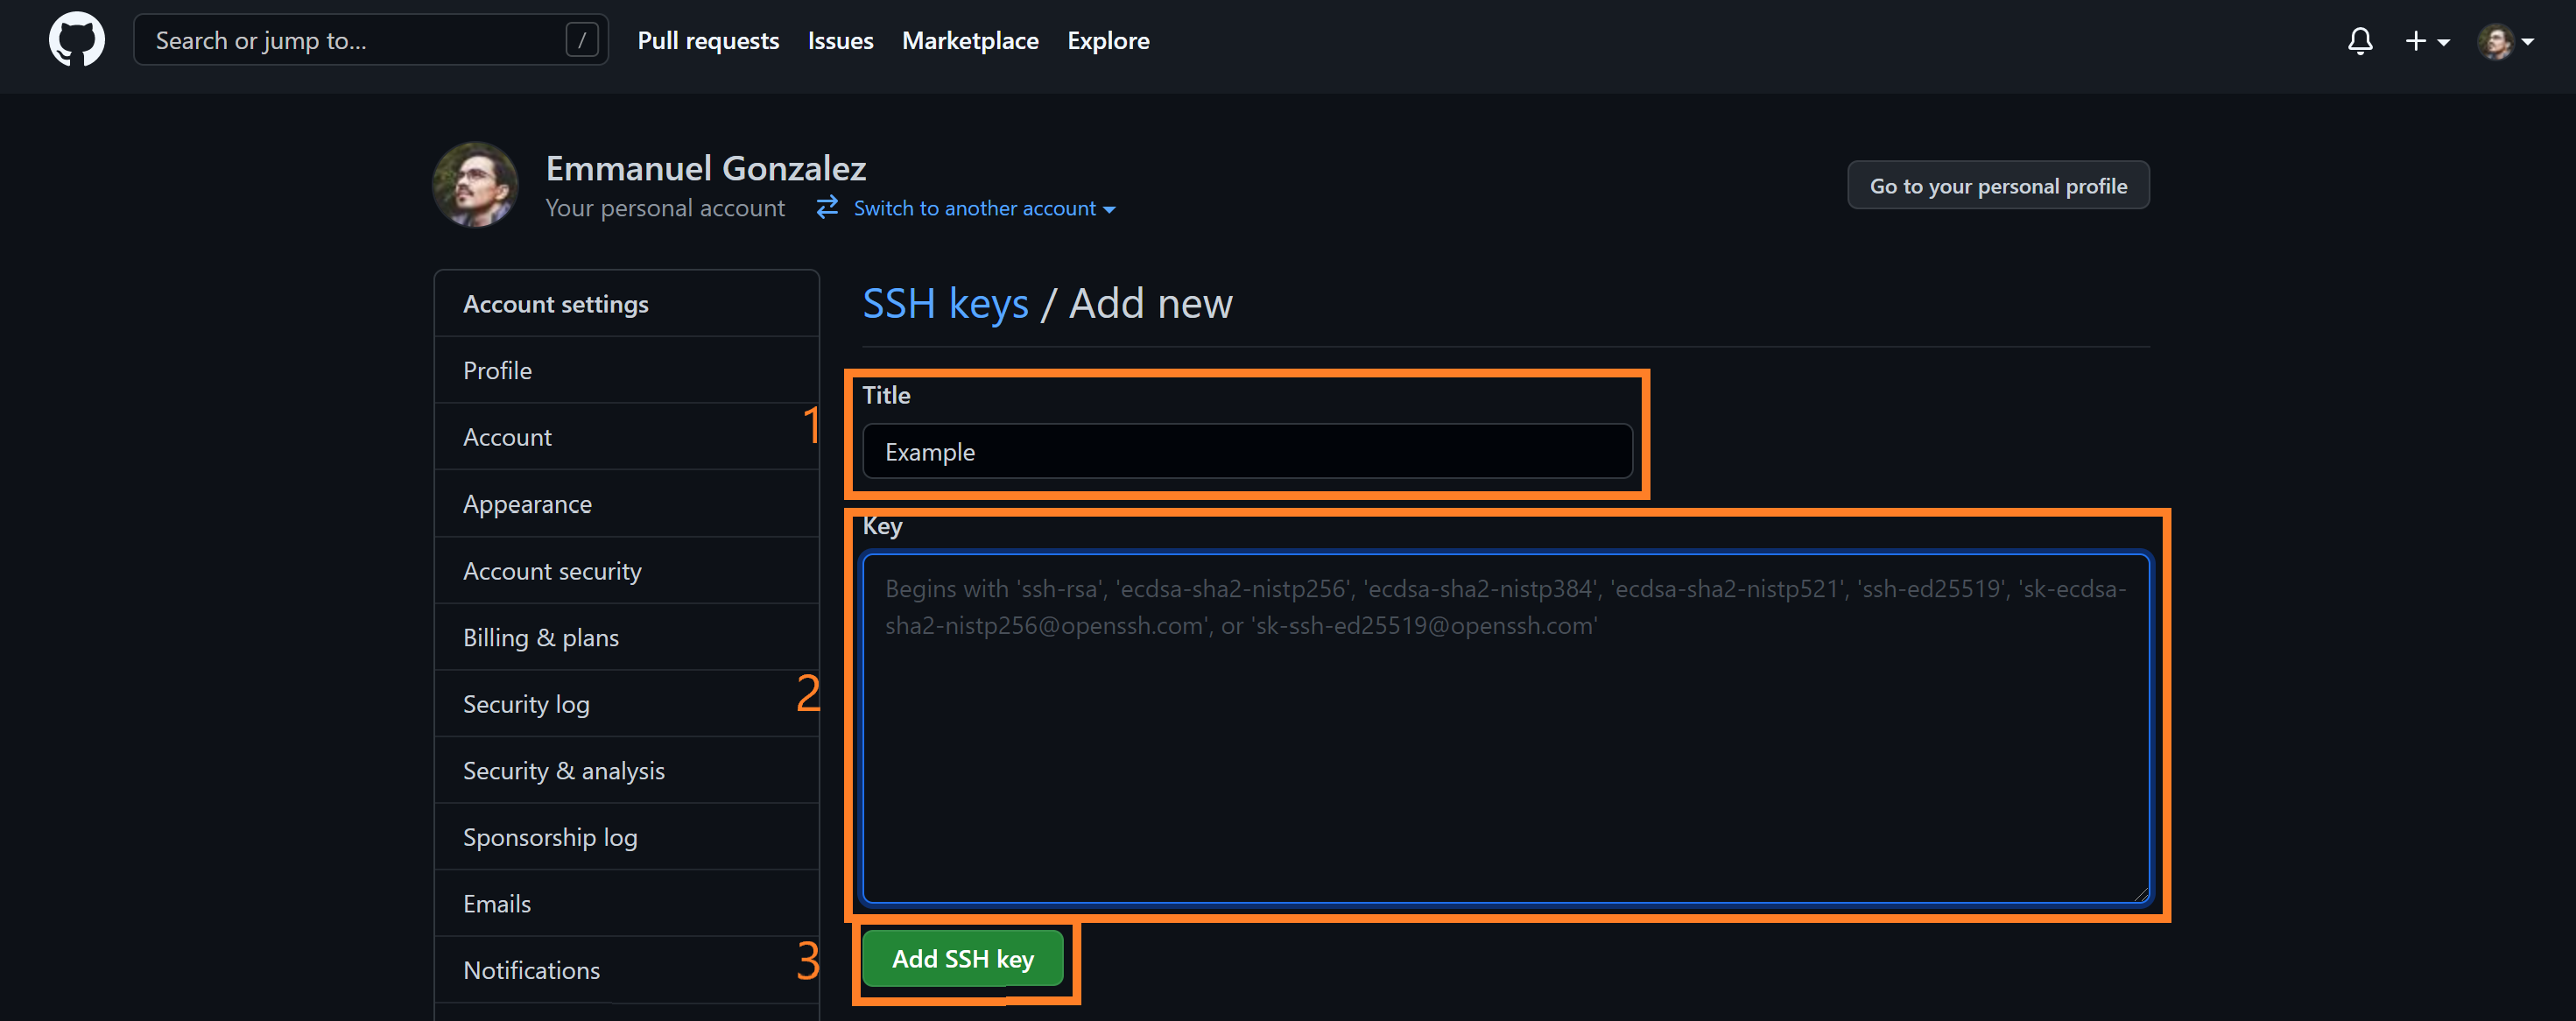 Search or jump to... /
Pull requests Issues Marketplace Explore
Emmanuel Gonzalez
Your personal account Switch to another account
Go to your personal profile
Account settings
Profile
Account
Appearance
Account security
Billing & plans
Security log
Security & analysis
Sponsorship log
Emails
Notifications
SSH keys / Add new
1
Title
Example
2
Key
Begins with 'ssh-rsa', 'ecdsa-sha2-nistp256', 'ecdsa-sha2-nistp384', 'ecdsa-sha2-nistp521', 'ssh-ed25519', 'sk-ecdsa-
sha2-nistp256@openssh.com', or 'sk-ssh-ed25519@openssh.com'
3
Add SSH key